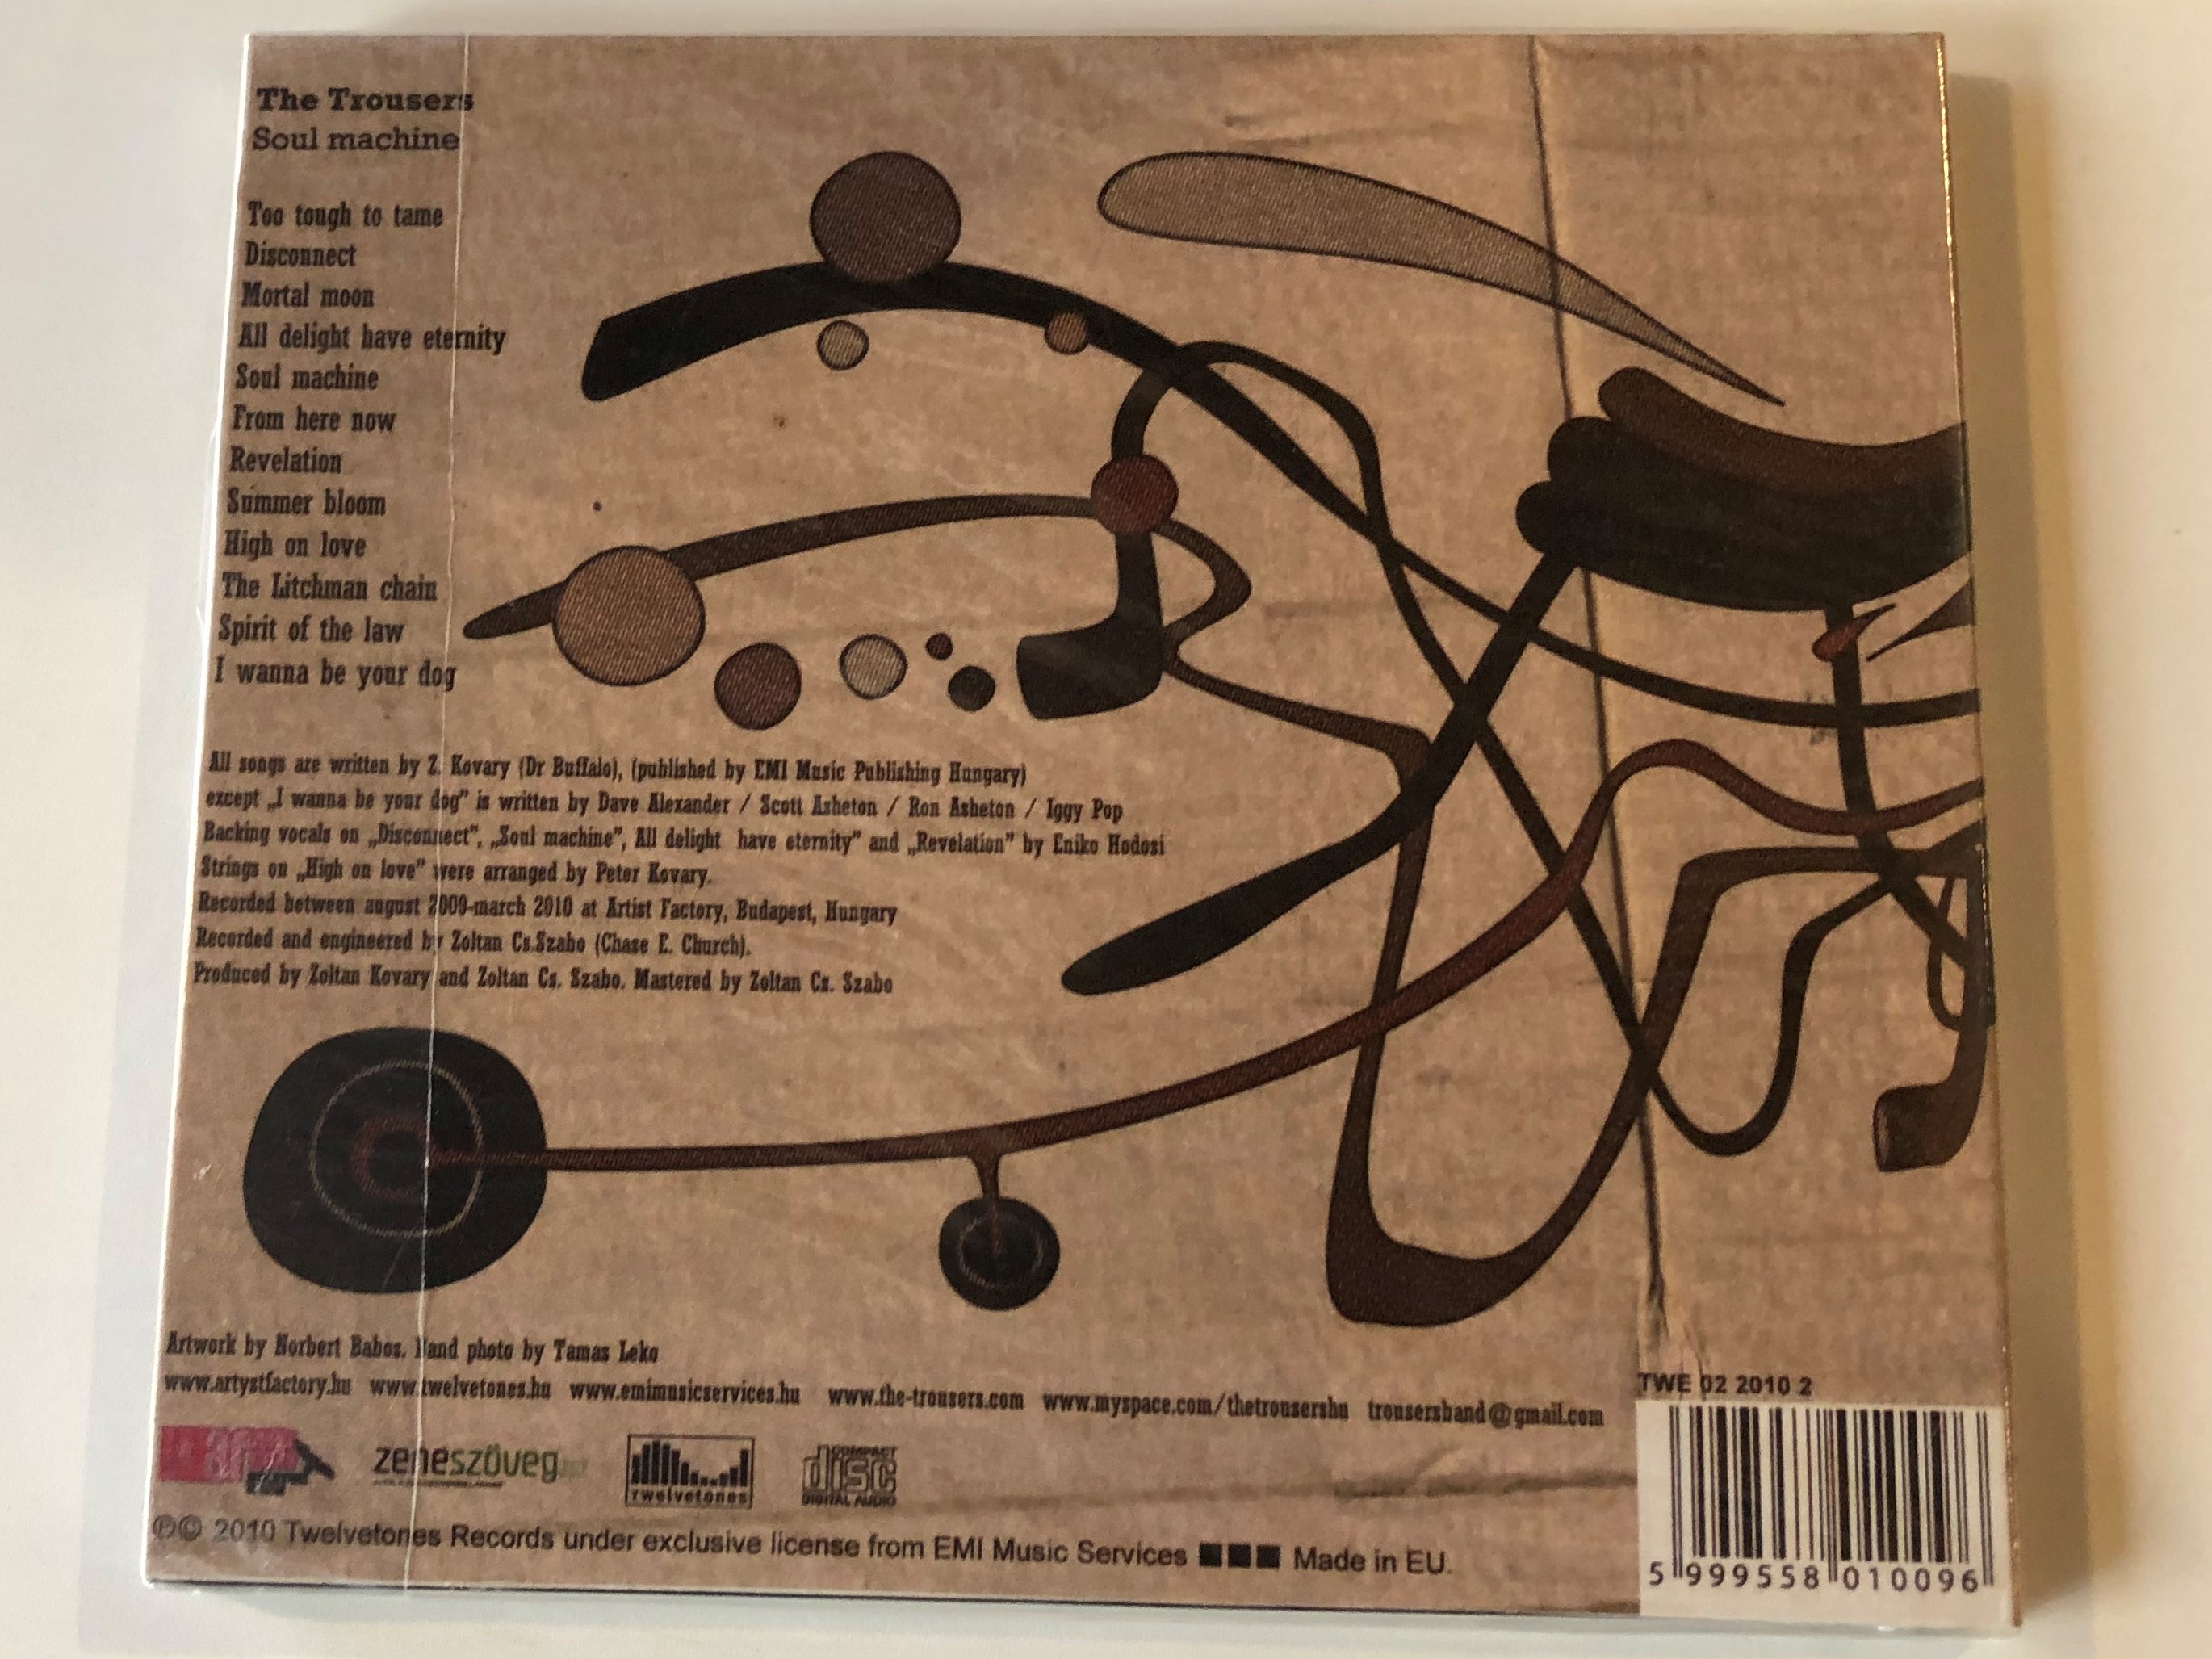 The Trousers
Soul machine
Too tough to tame
Disconnect
Mortal moon
All delight have eternity
Soul machine
From here now
Revelation
Summer bloom
High on love
The Litchman chain
Spirit of the law
I wanna be your dog
All songs are written by Z. Kovary (Dr Buffalo), (published by EMI Music Publishing Hungary)
except „I wanna be your dog” is written by Dave Alexander / Scott Asheton / Ron Asheton / Iggy Pop
Backing vocals on „Disconnect”, „Soul machine”, All delight have eternity” and „Revelation” by Eniko Hodosi
Strings on „High on love” were arranged by Peter Kovary.
Recorded between august 2009-march 2010 at Artist Factory, Budapest, Hungary
Recorded and engineered by Zoltan Cs.Szabo (Chase E. Church).
Produced by Zoltan Kovary and Zoltan Cs. Szabo. Mastered by Zoltan Cs. Szabo
Artwork by Norbert Babos. Band photo by Tamas Leko
www.artystfactory.hu www.twelvetones.hu www.emimusicservices.hu www.the-trousers.com www.myspace.com/thetrousershu trousersband@gmail.com
TWE 02 2010 2
zeneszöveg
twelvetones
COMPACT
disc
DIGITAL AUDIO
℗© 2010 Twelvetones Records under exclusive license from EMI Music Services ■■■ Made in EU.
5 999558 010096